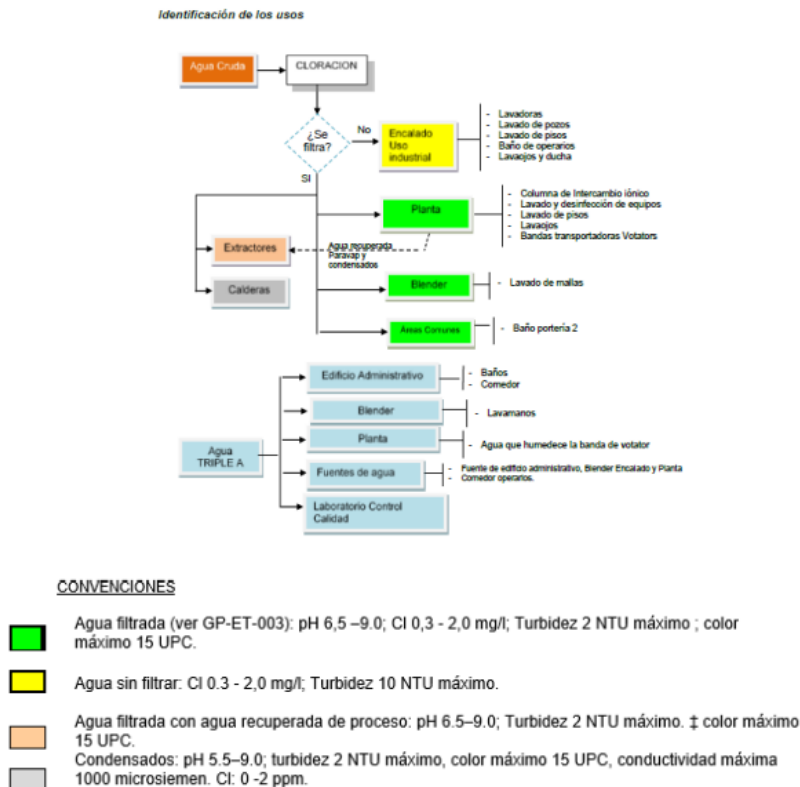 Identificación de los usos
Agua Cruda
CLORACION
¿Se
filtra?
No
SI
Encalado
Uso
industrial
- Lavadoras
- Lavado de pozos
- Lavado de pisos
- Baño de operarios
- Lavaojos y ducha
Planta
- Columna de Intercambio iónico
- Lavado y desinfección de equipos
- Lavado de pisos
- Lavaojos
- Bandas transportadoras Votators
Extractores
Agua recuperada
Paravap y
condensados
Calderas
Blender
- Lavado de mallas
Áreas Comunes
- Baño portería 2
Agua
TRIPLE A
Edificio Administrativo
- Baños
- Comedor
Blender
- Lavamanos
Planta
- Agua que humedece la banda de votator
Fuentes de agua
- Fuente de edificio administrativo, Blender Encalado y Planta
- Comedor operarios.
Laboratorio Control
Calidad
CONVENCIONES
Agua filtrada (ver GP-ET-003): pH 6,5 –9.0; Cl 0,3 - 2,0 mg/l; Turbidez 2 NTU máximo ; color
máximo 15 UPC.
Agua sin filtrar: Cl 0.3 - 2,0 mg/l; Turbidez 10 NTU máximo.
Agua filtrada con agua recuperada de proceso: pH 6.5–9.0; Turbidez 2 NTU máximo. ‡ color máximo
15 UPC.
Condensados: pH 5.5–9.0; turbidez 2 NTU máximo, color máximo 15 UPC, conductividad máxima
1000 microsiemen. Cl: 0 -2 ppm.